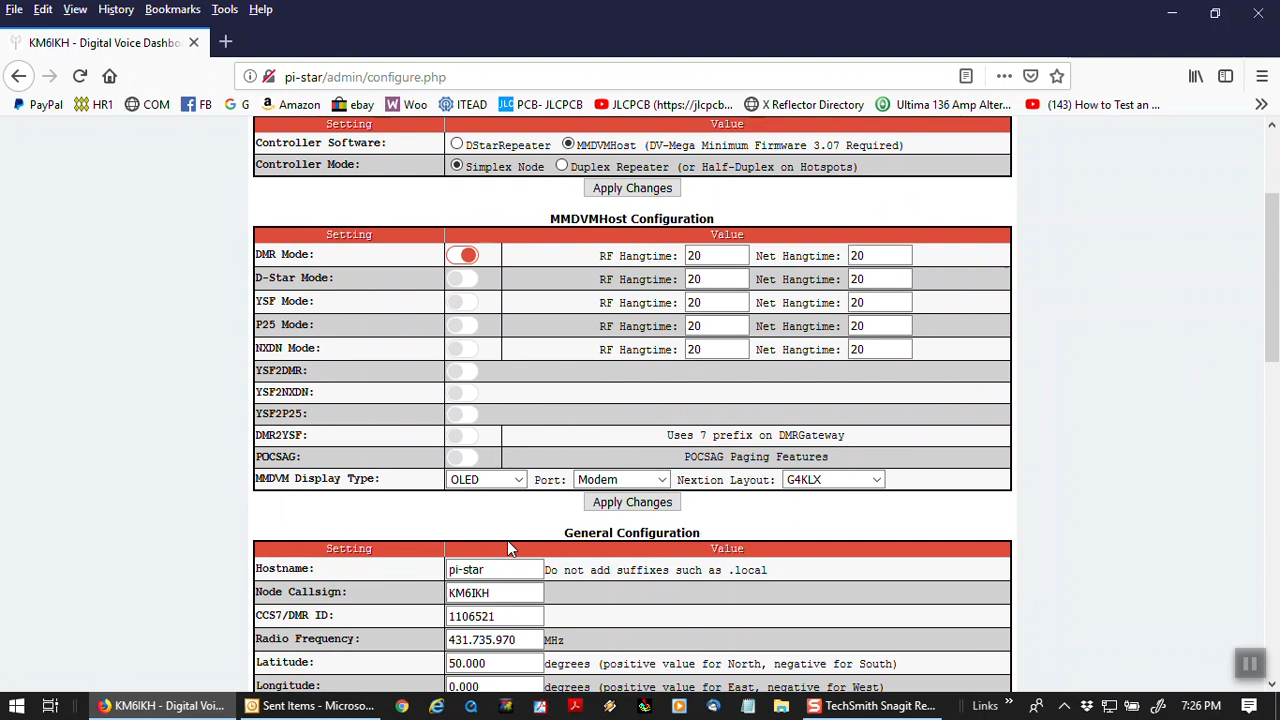 File Edit View History Bookmarks Tools Help
KM6IKH - Digital Voice Dashbo
pi-star/admin/configure.php
PayPal HR1 COM FB G Amazon ebay Woo ITEAD PCB- JLCPCB JLCPCB (https://jlcpcb... X Reflector Directory Ultima 136 Amp Alter... (143) How to Test an ...
Setting Value
Controller Software: DStarRepeater MMDVMHost (DV-Mega Minimum Firmware 3.07 Required)
Controller Mode: Simplex Node Duplex Repeater (or Half-Duplex on Hotspots)
Apply Changes
MMDVMHost Configuration
Setting Value
DMR Mode: RF Hangtime: 20 Net Hangtime: 20
D-Star Mode: RF Hangtime: 20 Net Hangtime: 20
YSF Mode: RF Hangtime: 20 Net Hangtime: 20
P25 Mode: RF Hangtime: 20 Net Hangtime: 20
NXDN Mode: RF Hangtime: 20 Net Hangtime: 20
YSF2DMR:
YSF2NXDN:
YSF2P25:
DMR2YSF: Uses 7 prefix on DMRGateway
POCSAG: POCSAG Paging Features
MMDVM Display Type: OLED Port: Modem Nextion Layout: G4KLX
Apply Changes
General Configuration
Setting Value
Hostname: pi-star Do not add suffixes such as .local
Node Callsign: KM6IKH
CCS7/DMR ID: 1106521
Radio Frequency: 431.735.970 MHz
Latitude: 50.000 degrees (positive value for North, negative for South)
Longitude: 0.000 degrees (positive value for East, negative for West)
KM6IKH - Digital Voi... Sent Items - Microso... TechSmith Snagit Re... Links 7:26 PM